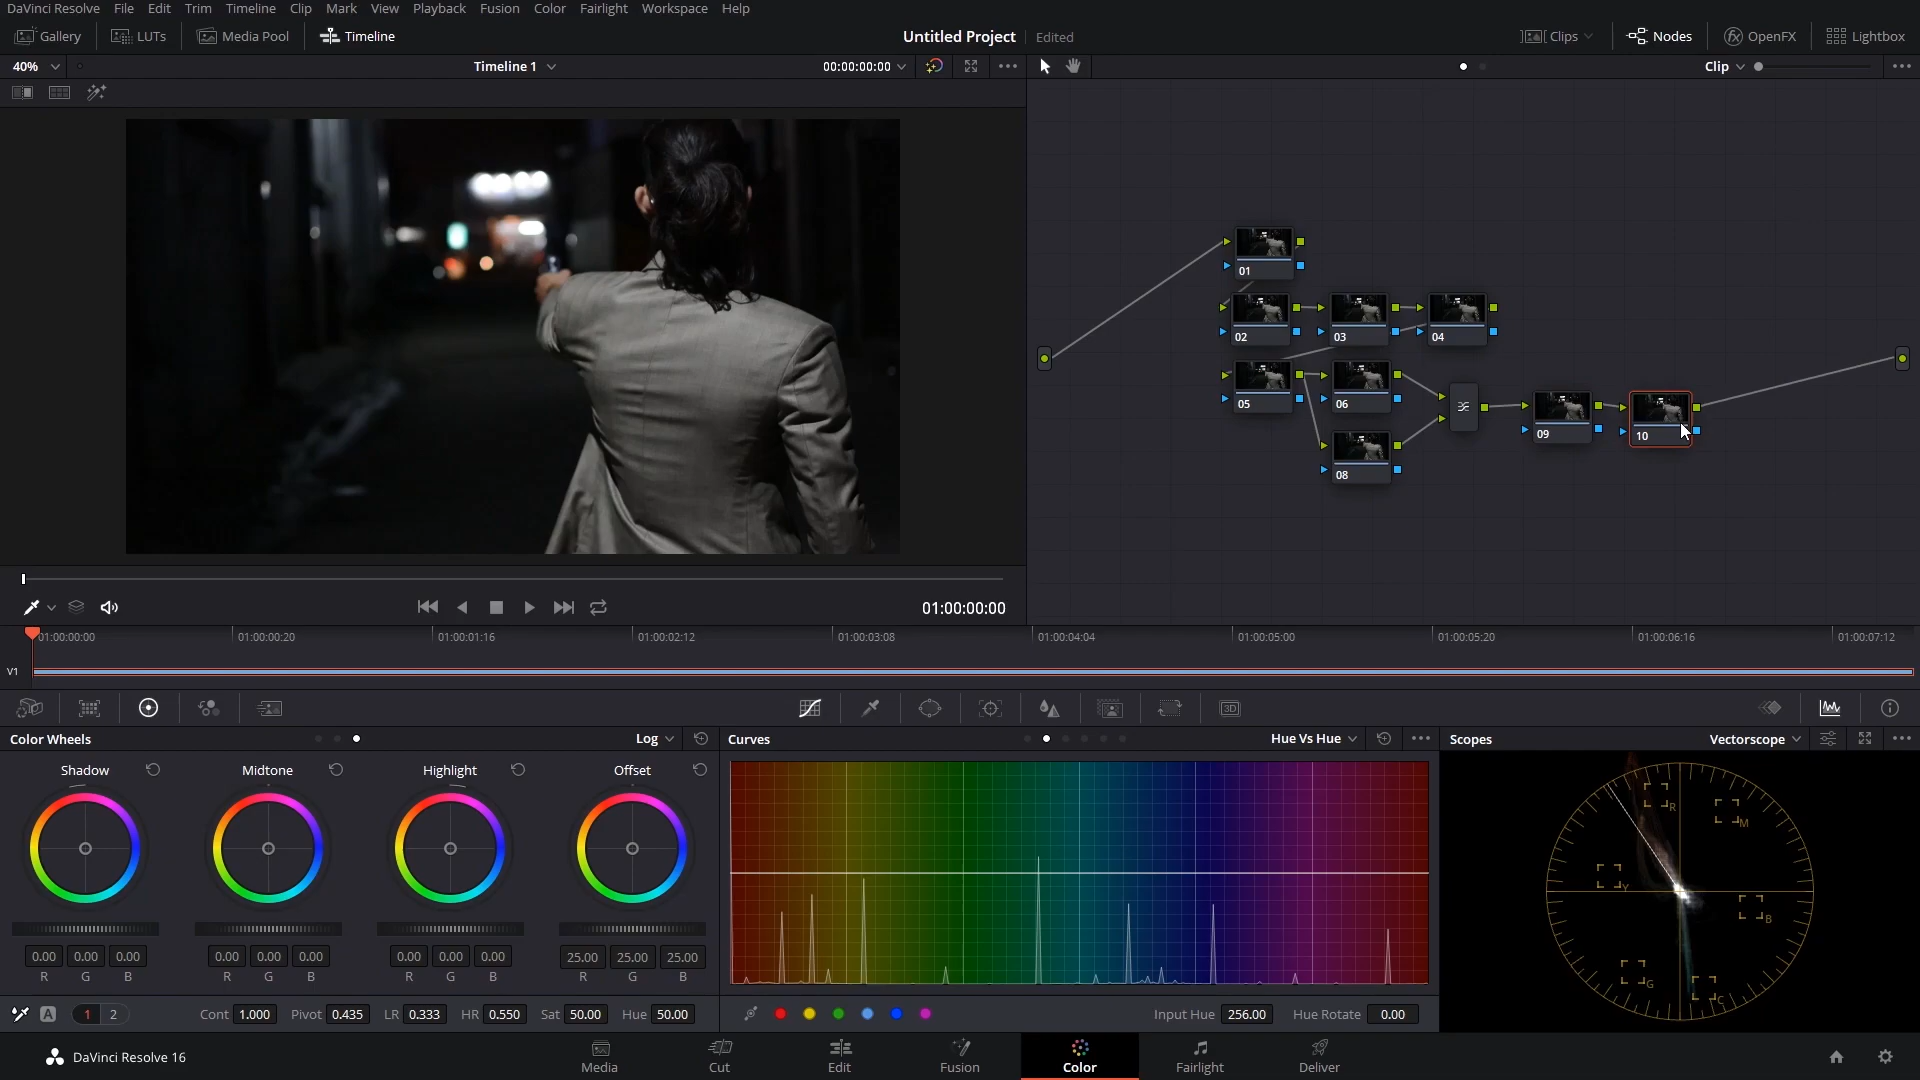 DaVinci Resolve File Edit Trim Timeline Clip Mark View Playback Fusion Color Fairlight Workspace Help
Gallery LUTs Media Pool Timeline Untitled Project Edited Clips Nodes OpenFX Lightbox
40% Timeline 1 00:00:00:00 Clip
01
02 03 04
05 06
09 10
08
01:00:00:00
01:00:00:00 01:00:00:20 01:00:01:16 01:00:02:12 01:00:03:08 01:00:04:04 01:00:05:00 01:00:05:20 01:00:06:16 01:00:07:12
V1
3D
Color Wheels Log Curves Hue Vs Hue Scopes Vectorscope
Shadow Midtone Highlight Offset
R M
Y B
G C
0.00 0.00 0.00 0.00 0.00 0.00 0.00 0.00 0.00 25.00 25.00 25.00
R G B R G B R G B R G B
A 1 2 Cont 1.000 Pivot 0.435 LR 0.333 HR 0.550 Sat 50.00 Hue 50.00 Input Hue 256.00 Hue Rotate 0.00
DaVinci Resolve 16 Media Cut Edit Fusion Color Fairlight Deliver